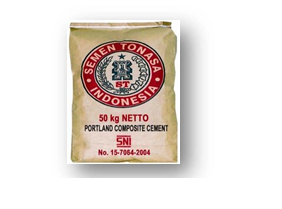 SEMEN TONASA
ST
INDONESIA
50 kg NETTO
PORTLAND COMPOSITE CEMENT
SNI
No. 15-7064-2004